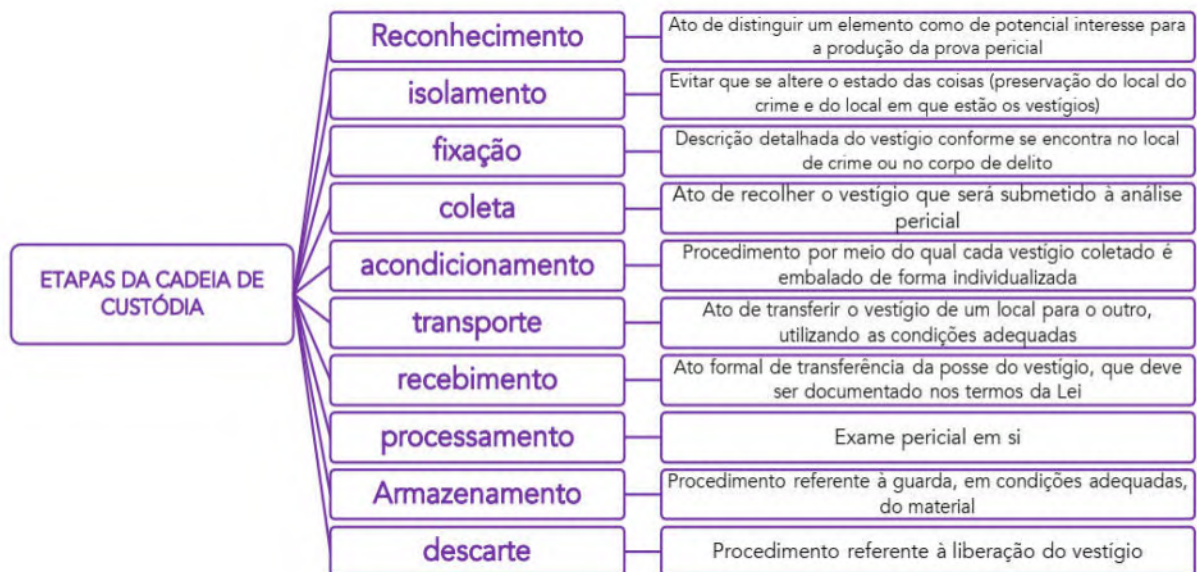 ETAPAS DA CADEIA DE
CUSTÓDIA
Reconhecimento
Ato de distinguir um elemento como de potencial interesse para
a produção da prova pericial
isolamento
Evitar que se altere o estado das coisas (preservação do local do
crime e do local em que estão os vestígios)
fixação
Descrição detalhada do vestígio conforme se encontra no local
de crime ou no corpo de delito
coleta
Ato de recolher o vestígio que será submetido à análise
pericial
acondicionamento
Procedimento por meio do qual cada vestígio coletado é
embalado de forma individualizada
transporte
Ato de transferir o vestígio de um local para o outro,
utilizando as condições adequadas
recebimento
Ato formal de transferência da posse do vestígio, que deve
ser documentado nos termos da Lei
processamento
Exame pericial em si
Armazenamento
Procedimento referente à guarda, em condições adequadas,
do material
descarte
Procedimento referente à liberação do vestígio